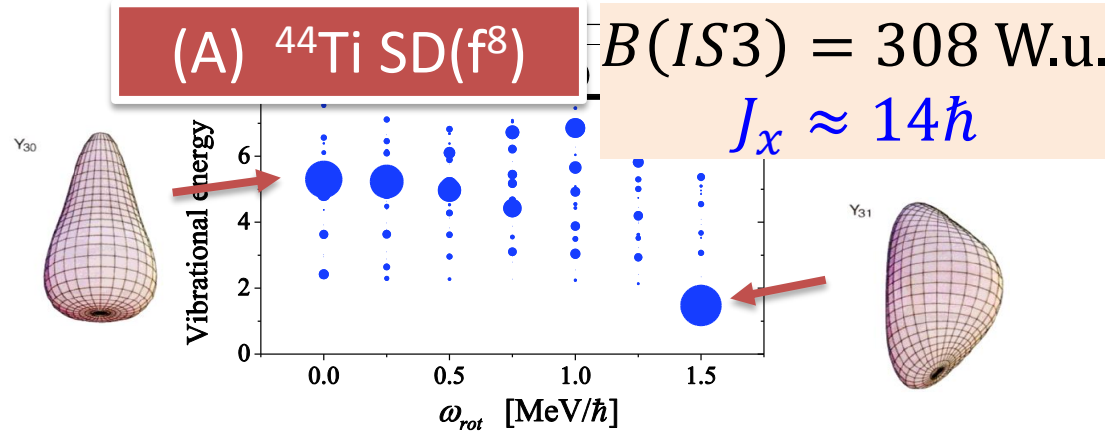 (A) ⁴⁴Ti SD(f⁸)
B(IS3) = 308 W.u.
Jₓ ≈ 14ℏ
Y₃₀
Y₃₁
Vibrational energy
6
4
2
0
0.0 0.5 1.0 1.5
ω_rot [MeV/ℏ]